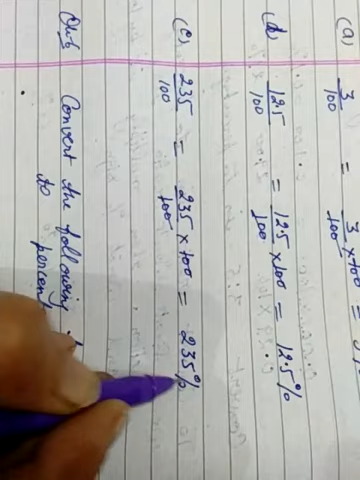 (a) 3/100 = 3/100 × 100 =
(d) 12.5/100 = 12.5/100 × 100 = 12.5%
(c) 235/100 = 235/100 × 100 = 235%
Convert the following
to percent